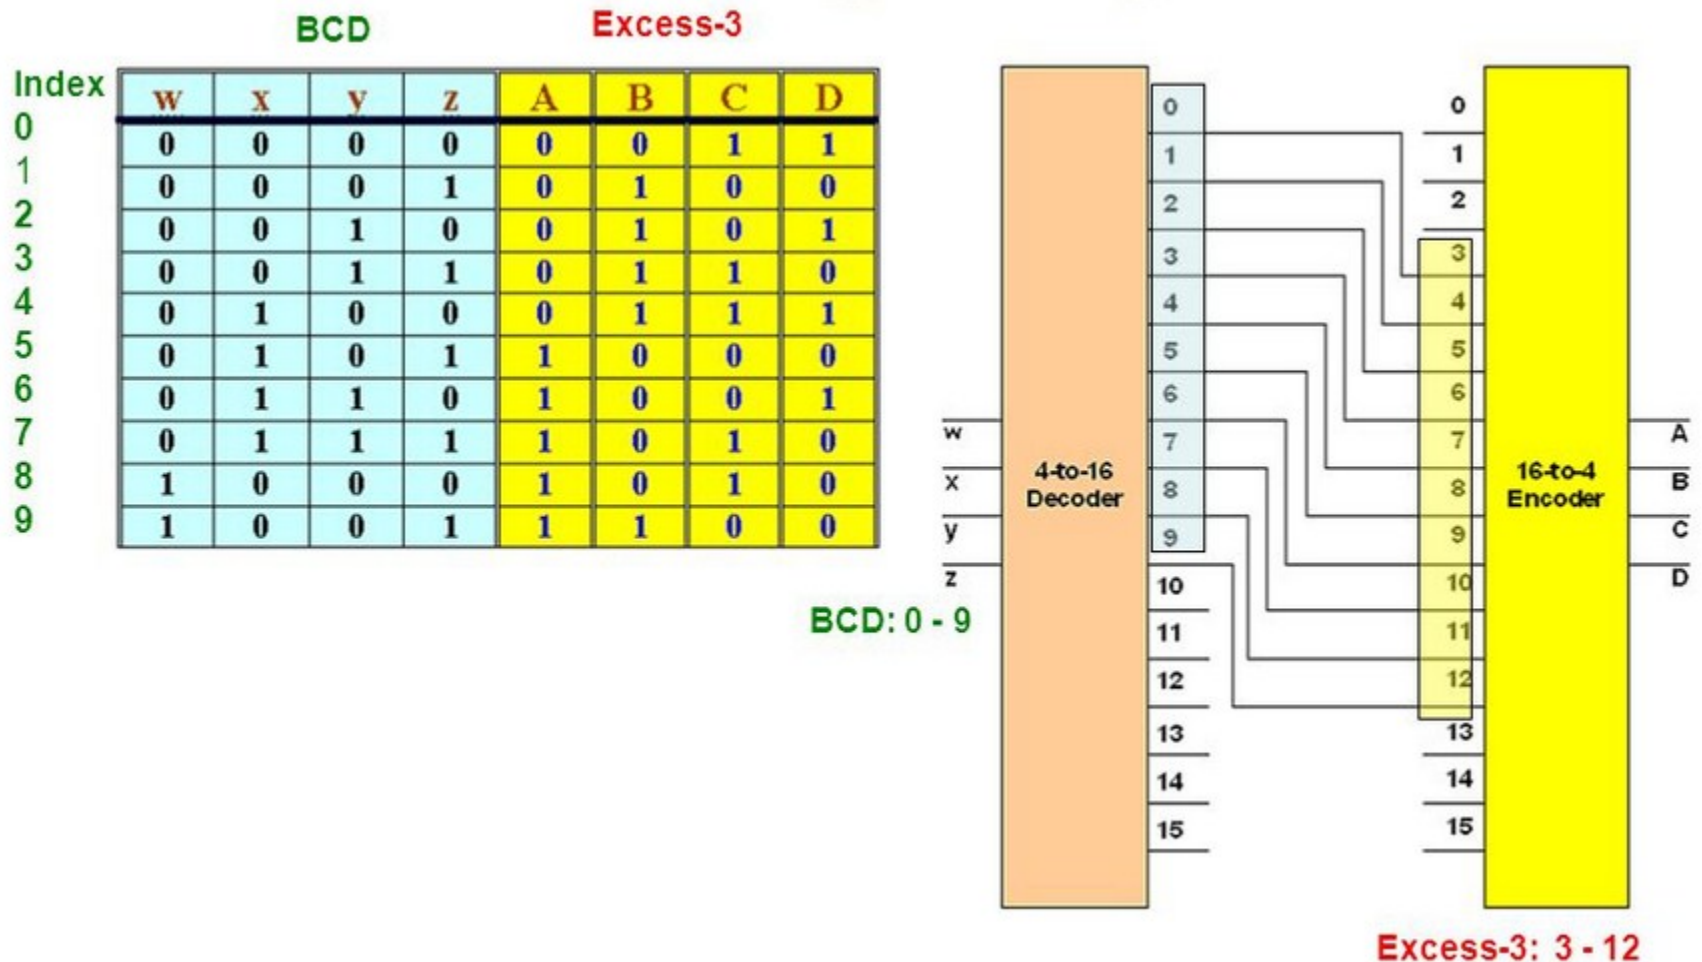 BCD Excess-3
Index w x y z A B C D
0 0 0 0 0 0 0 1 1
1 0 0 0 1 0 1 0 0
2 0 0 1 0 0 1 0 1
3 0 0 1 1 0 1 1 0
4 0 1 0 0 0 1 1 1
5 0 1 0 1 1 0 0 0
6 0 1 1 0 1 0 0 1
7 0 1 1 1 1 0 1 0
8 1 0 0 0 1 0 1 0
9 1 0 0 1 1 1 0 0
BCD: 0 - 9
w
x
y
z
4-to-16
Decoder
0
1
2
3
4
5
6
7
8
9
10
11
12
13
14
15
0
1
2
3
4
5
6
7
8
9
10
11
12
13
14
15
16-to-4
Encoder
A
B
C
D
Excess-3: 3 - 12